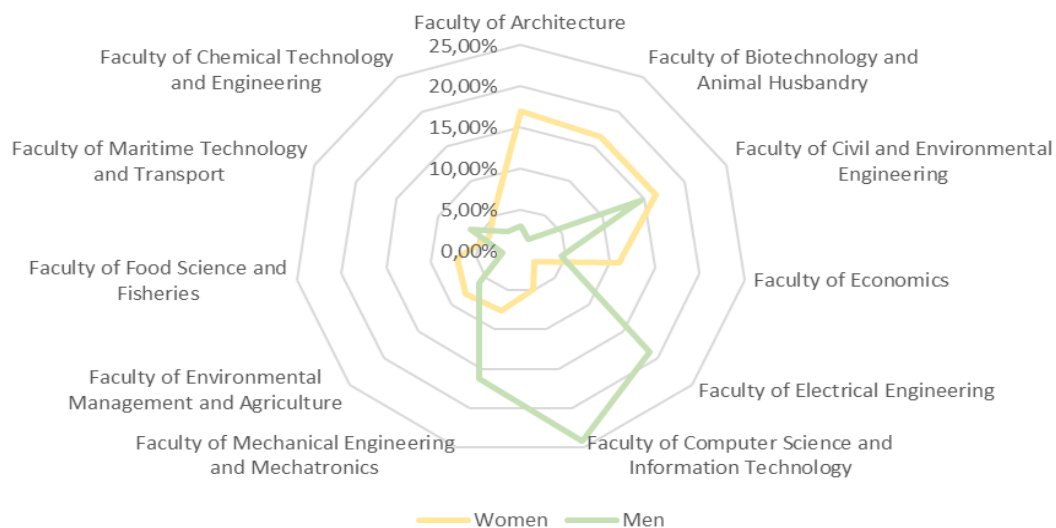 Faculty of Architecture
25,00%
20,00%
15,00%
10,00%
5,00%
0,00%
Faculty of Biotechnology and
Animal Husbandry
Faculty of Civil and Environmental
Engineering
Faculty of Economics
Faculty of Electrical Engineering
Faculty of Computer Science and
Information Technology
Faculty of Mechanical Engineering
and Mechatronics
Faculty of Environmental
Management and Agriculture
Faculty of Food Science and
Fisheries
Faculty of Maritime Technology
and Transport
Faculty of Chemical Technology
and Engineering
Women
Men